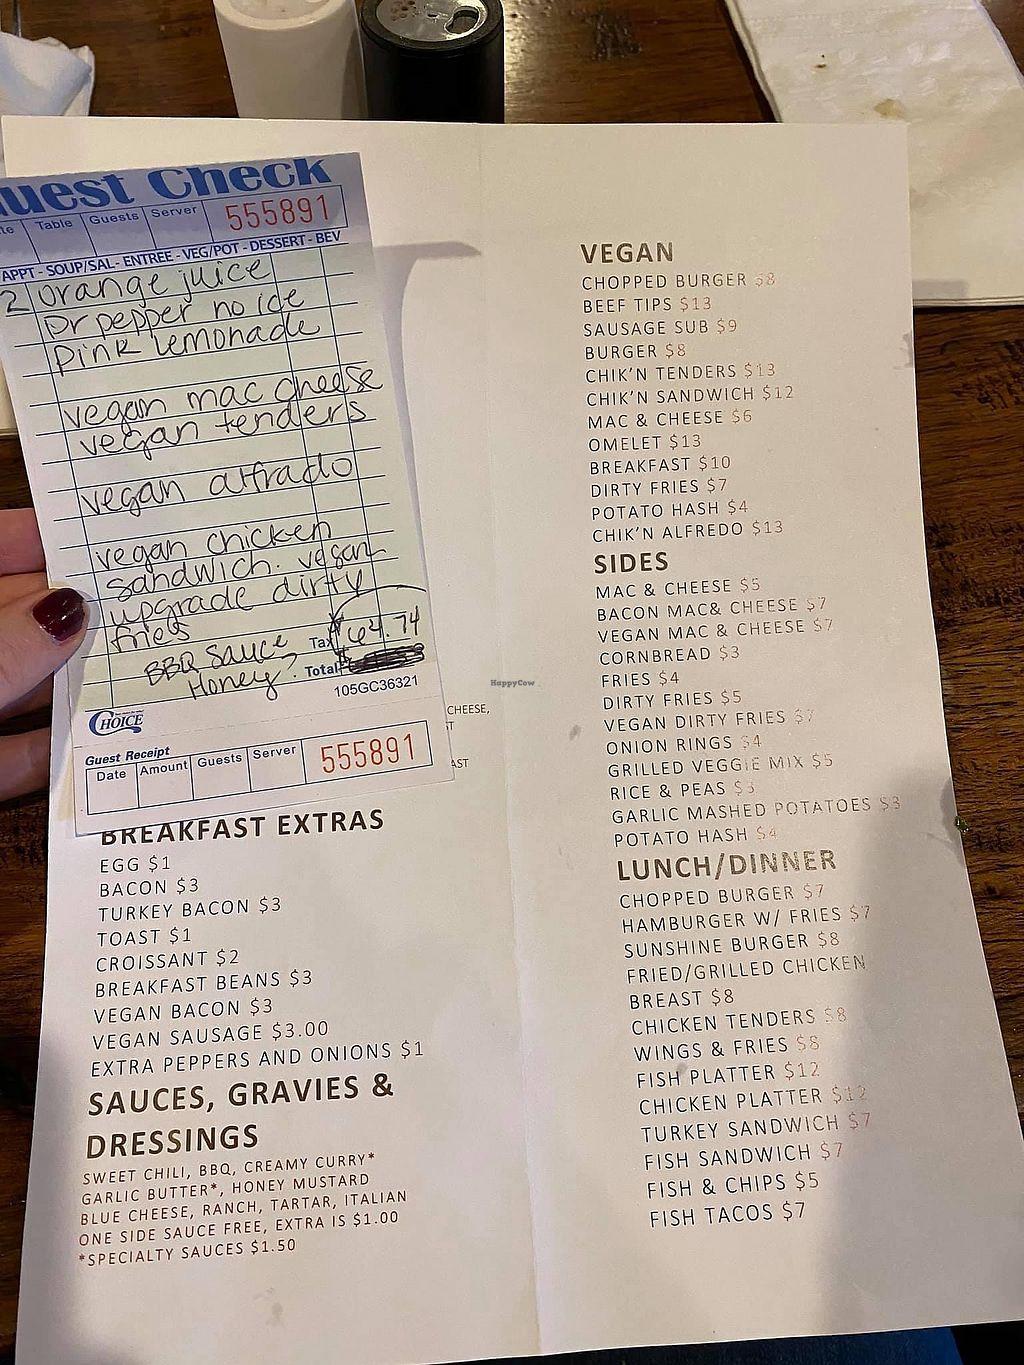 uest Check
te Table Guests Server 555891
APPT - SOUP/SAL - ENTREE - VEG/POT - DESSERT - BEV
2 orange juice
Dr pepper no ice
Pink lemonade
vegan mac cheese
vegan tenders
vegan alfrado
vegan chicken
sandwich. vegan
upgrade dirty
fries
BBQ Sauce
Honey?
Tax
$64.74
Total
105GC36321
CHOICE
Guest Receipt
Date Amount Guests Server 555891
CHEESE,
ST
AST
BREAKFAST EXTRAS
EGG $1
BACON $3
TURKEY BACON $3
TOAST $1
CROISSANT $2
BREAKFAST BEANS $3
VEGAN BACON $3
VEGAN SAUSAGE $3.00
EXTRA PEPPERS AND ONIONS $1
SAUCES, GRAVIES &
DRESSINGS
SWEET CHILI, BBQ, CREAMY CURRY*
GARLIC BUTTER*, HONEY MUSTARD
BLUE CHEESE, RANCH, TARTAR, ITALIAN
ONE SIDE SAUCE FREE, EXTRA IS $1.00
*SPECIALTY SAUCES $1.50
VEGAN
CHOPPED BURGER $8
BEEF TIPS $13
SAUSAGE SUB $9
BURGER $8
CHIK'N TENDERS $13
CHIK'N SANDWICH $12
MAC & CHEESE $6
OMELET $13
BREAKFAST $10
DIRTY FRIES $7
POTATO HASH $4
CHIK'N ALFREDO $13
SIDES
MAC & CHEESE $5
BACON MAC& CHEESE $7
VEGAN MAC & CHEESE $7
CORNBREAD $3
FRIES $4
DIRTY FRIES $5
VEGAN DIRTY FRIES $7
ONION RINGS $4
GRILLED VEGGIE MIX $5
RICE & PEAS $3
GARLIC MASHED POTATOES $3
POTATO HASH $4
LUNCH/DINNER
CHOPPED BURGER $7
HAMBURGER W/ FRIES $7
SUNSHINE BURGER $8
FRIED/GRILLED CHICKEN
BREAST $8
CHICKEN TENDERS $8
WINGS & FRIES $8
FISH PLATTER $12
CHICKEN PLATTER $12
TURKEY SANDWICH $7
FISH SANDWICH $7
FISH & CHIPS $5
FISH TACOS $7
HappyCow